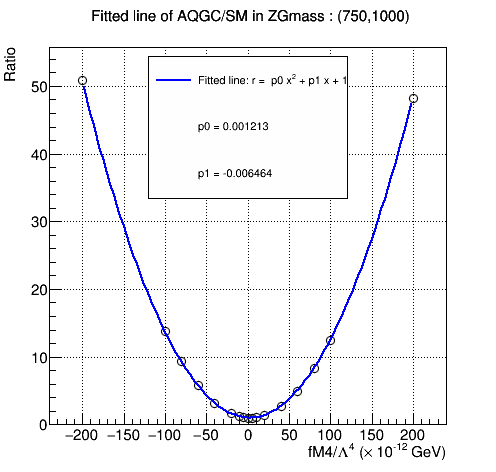 Fitted line of AQGC/SM in ZGmass : (750,1000)
Ratio
Fitted line: r = p0 x² + p1 x + 1
p0 = 0.001213
p1 = -0.006464
50
40
30
20
10
0
−200 −150 −100 −50 0 50 100 150 200
fM4/Λ⁴ (× 10⁻¹² GeV)